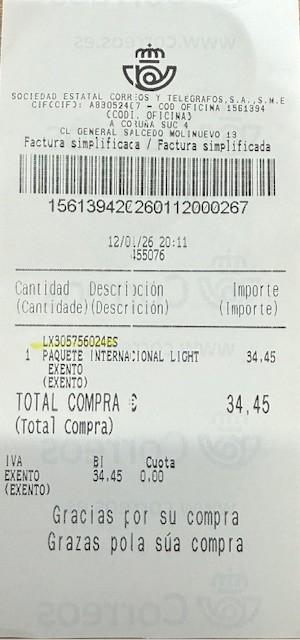 SOCIEDAD ESTATAL CORREOS Y TELEGRAFOS,S.A.,S.M.E
CIF(CIF): A83052407 - COD OFICINA:1561394
(CODI. OFICINA)
A CORUÑA SUC 4
CL GENERAL SALCEDO MOLINUEVO 13
Factura simplificada / Factura simplificada
156139420260112000267
12/01/26 20:11
455076
Cantidad Descripción Importe
(Cantidade)(Descrición) (Importe)
LX305756024ES
1 PAQUETE INTERNACIONAL LIGHT 34,45
EXENTO
(EXENTO)
TOTAL COMPRA € 34,45
(Total Compra)
IVA BI Cuota
EXENTO 34.45 0.00
(EXENTO)
Gracias por su compra
Grazas pola súa compra